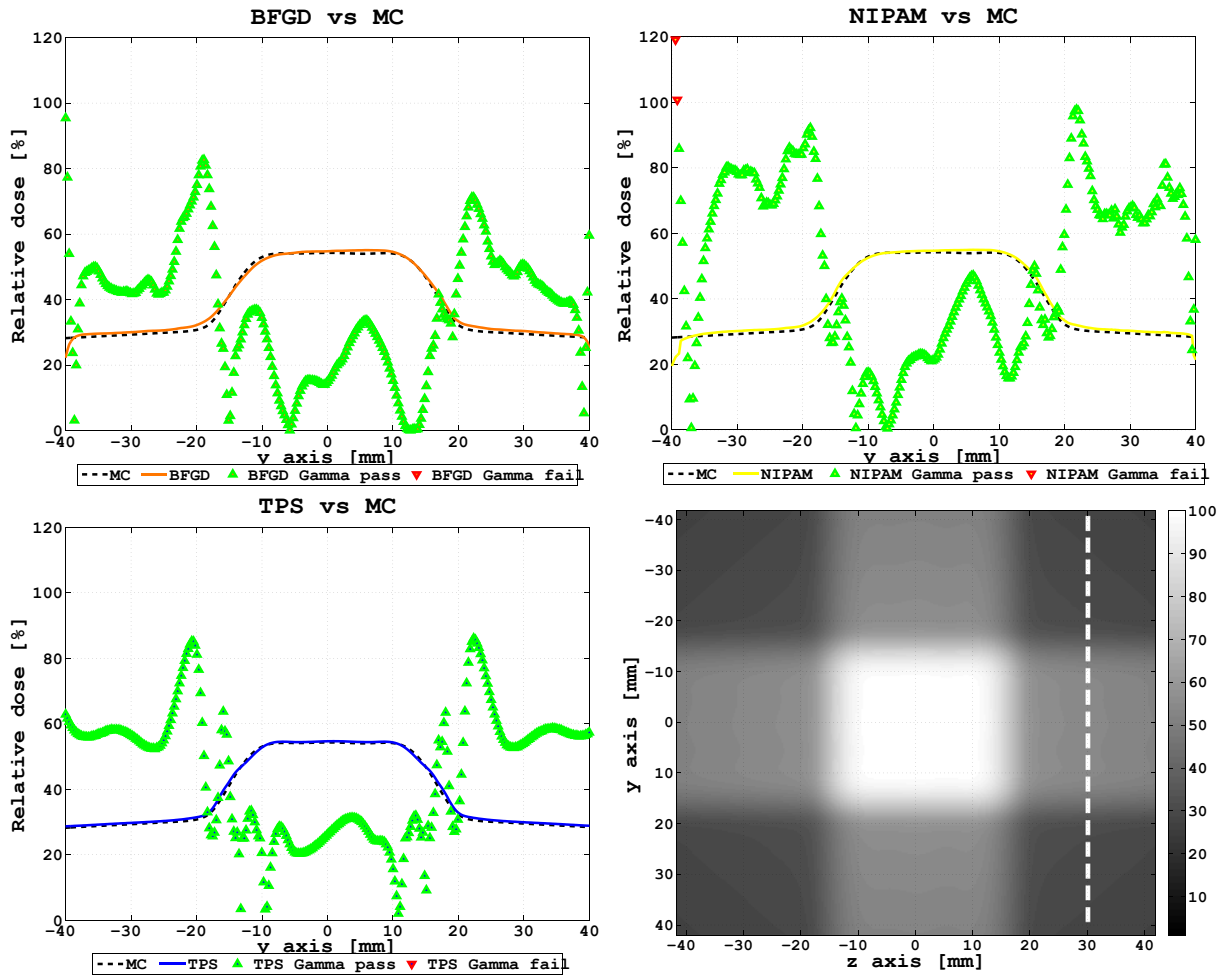 BFGD vs MC
120
100
80
60
40
20
0
Relative dose [%]
−40 −30 −20 −10 0 10 20 30 40
y axis [mm]
MC BFGD BFGD Gamma pass BFGD Gamma fail
NIPAM vs MC
120
100
80
60
40
20
0
Relative dose [%]
−40 −30 −20 −10 0 10 20 30 40
y axis [mm]
MC NIPAM NIPAM Gamma pass NIPAM Gamma fail
TPS vs MC
120
100
80
60
40
20
0
Relative dose [%]
−40 −30 −20 −10 0 10 20 30 40
y axis [mm]
MC TPS TPS Gamma pass TPS Gamma fail
−40
−30
−20
−10
0
10
20
30
40
y axis [mm]
−40 −30 −20 −10 0 10 20 30 40
z axis [mm]
100
90
80
70
60
50
40
30
20
10